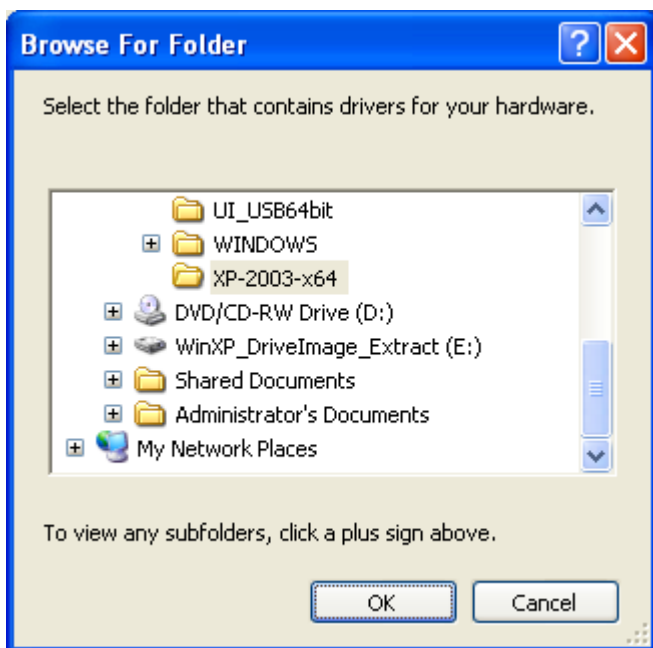 Browse For Folder
Select the folder that contains drivers for your hardware.
UI_USB64bit
WINDOWS
XP-2003-x64
DVD/CD-RW Drive (D:)
WinXP_DriveImage_Extract (E:)
Shared Documents
Administrator's Documents
My Network Places
To view any subfolders, click a plus sign above.
OK Cancel